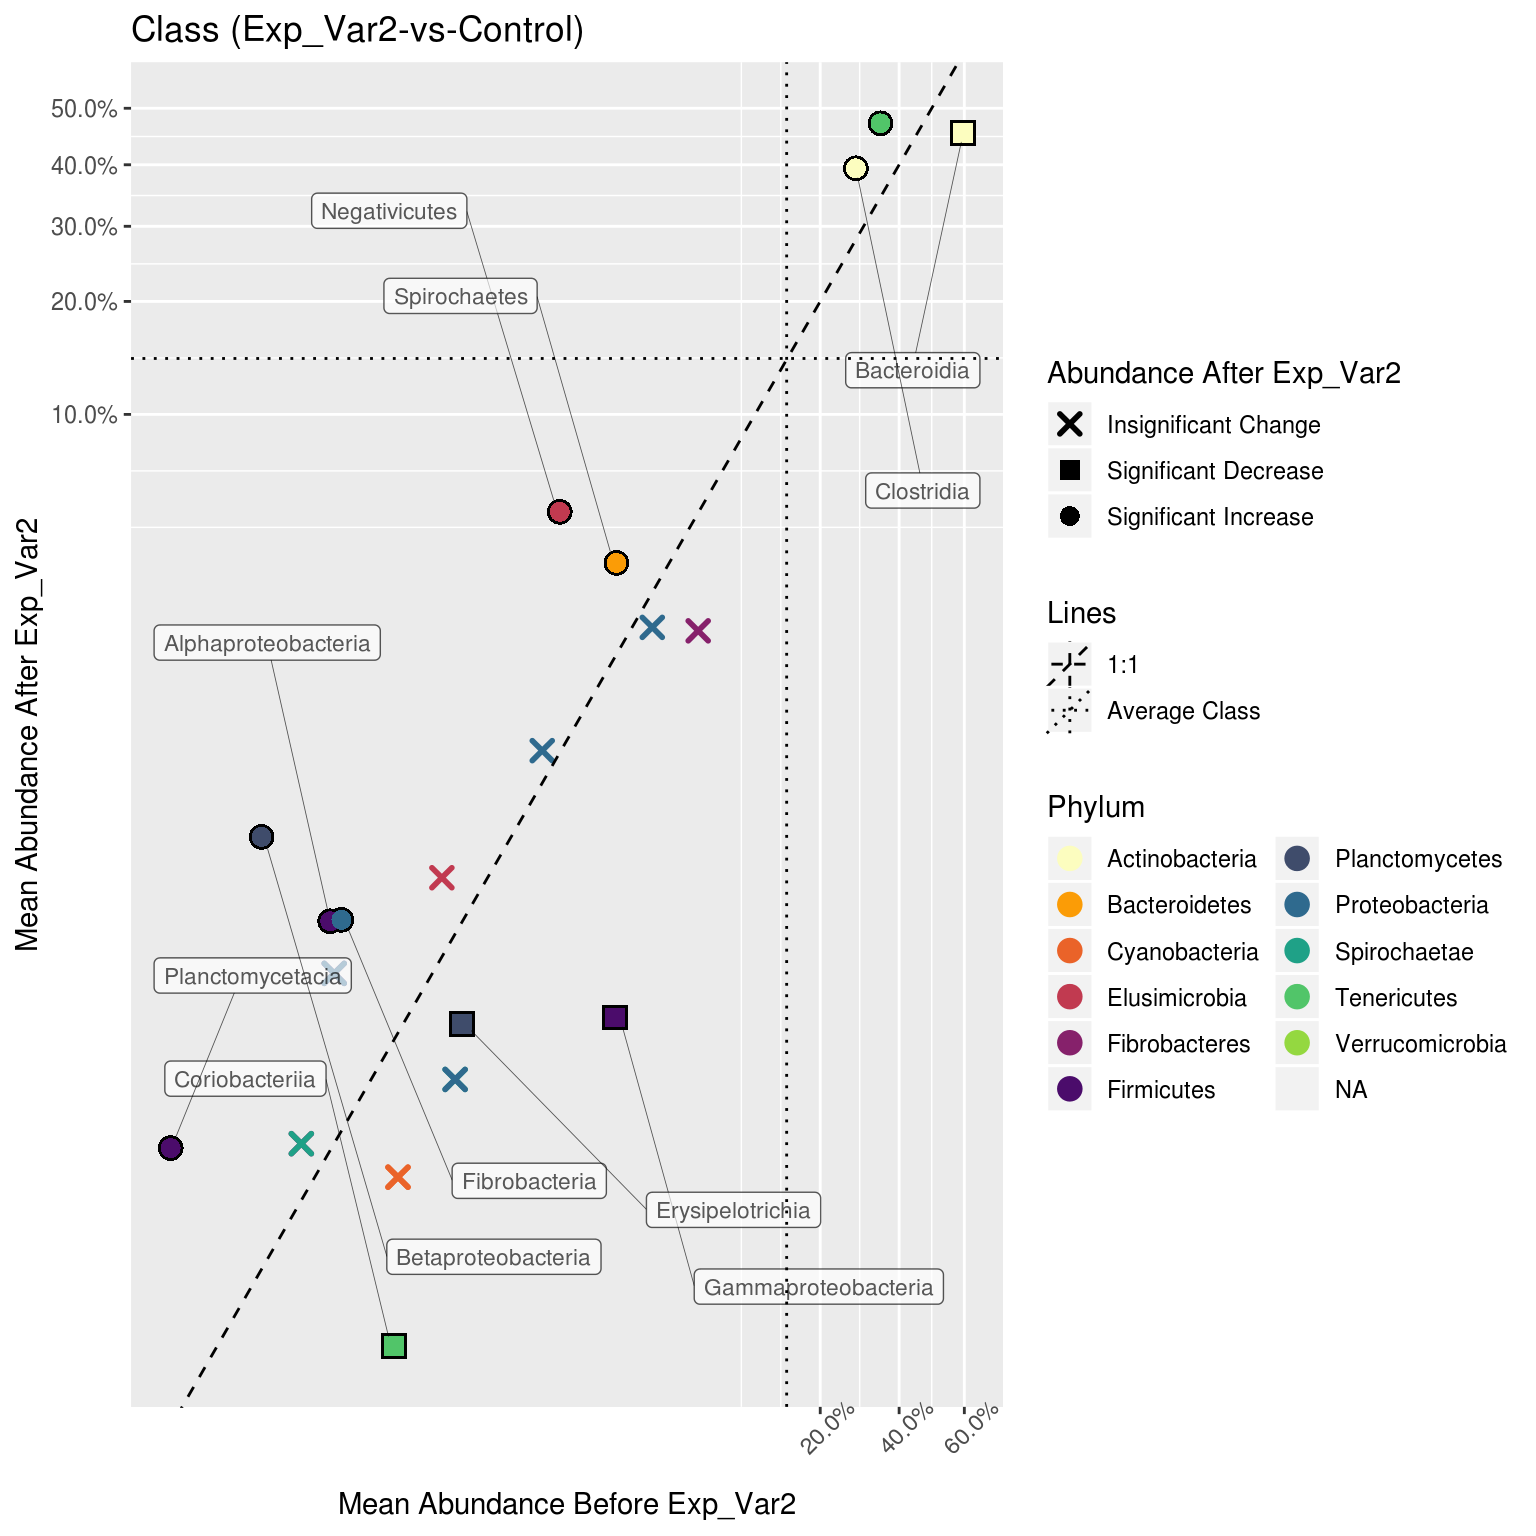 Class (Exp_Var2-vs-Control)
Mean Abundance After Exp_Var2
50.0%
40.0%
30.0%
20.0%
10.0%
Negativicutes
Spirochaetes
Bacteroidia
Clostridia
Alphaproteobacteria
Planctomycetacia
Coriobacteriia
Fibrobacteria
Erysipelotrichia
Betaproteobacteria
Gammaproteobacteria
20.0%
40.0%
60.0%
Mean Abundance Before Exp_Var2
Abundance After Exp_Var2
Insignificant Change
Significant Decrease
Significant Increase
Lines
1:1
Average Class
Phylum
Actinobacteria
Bacteroidetes
Cyanobacteria
Elusimicrobia
Fibrobacteres
Firmicutes
Planctomycetes
Proteobacteria
Spirochaetae
Tenericutes
Verrucomicrobia
NA